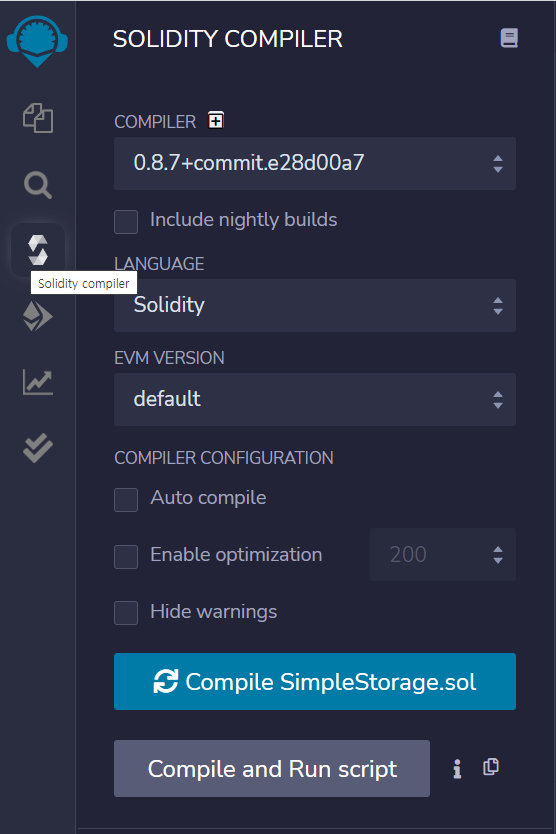 SOLIDITY COMPILER
COMPILER
0.8.7+commit.e28d00a7
Include nightly builds
LANGUAGE
Solidity compiler
Solidity
EVM VERSION
default
COMPILER CONFIGURATION
Auto compile
Enable optimization 200
Hide warnings
Compile SimpleStorage.sol
Compile and Run script